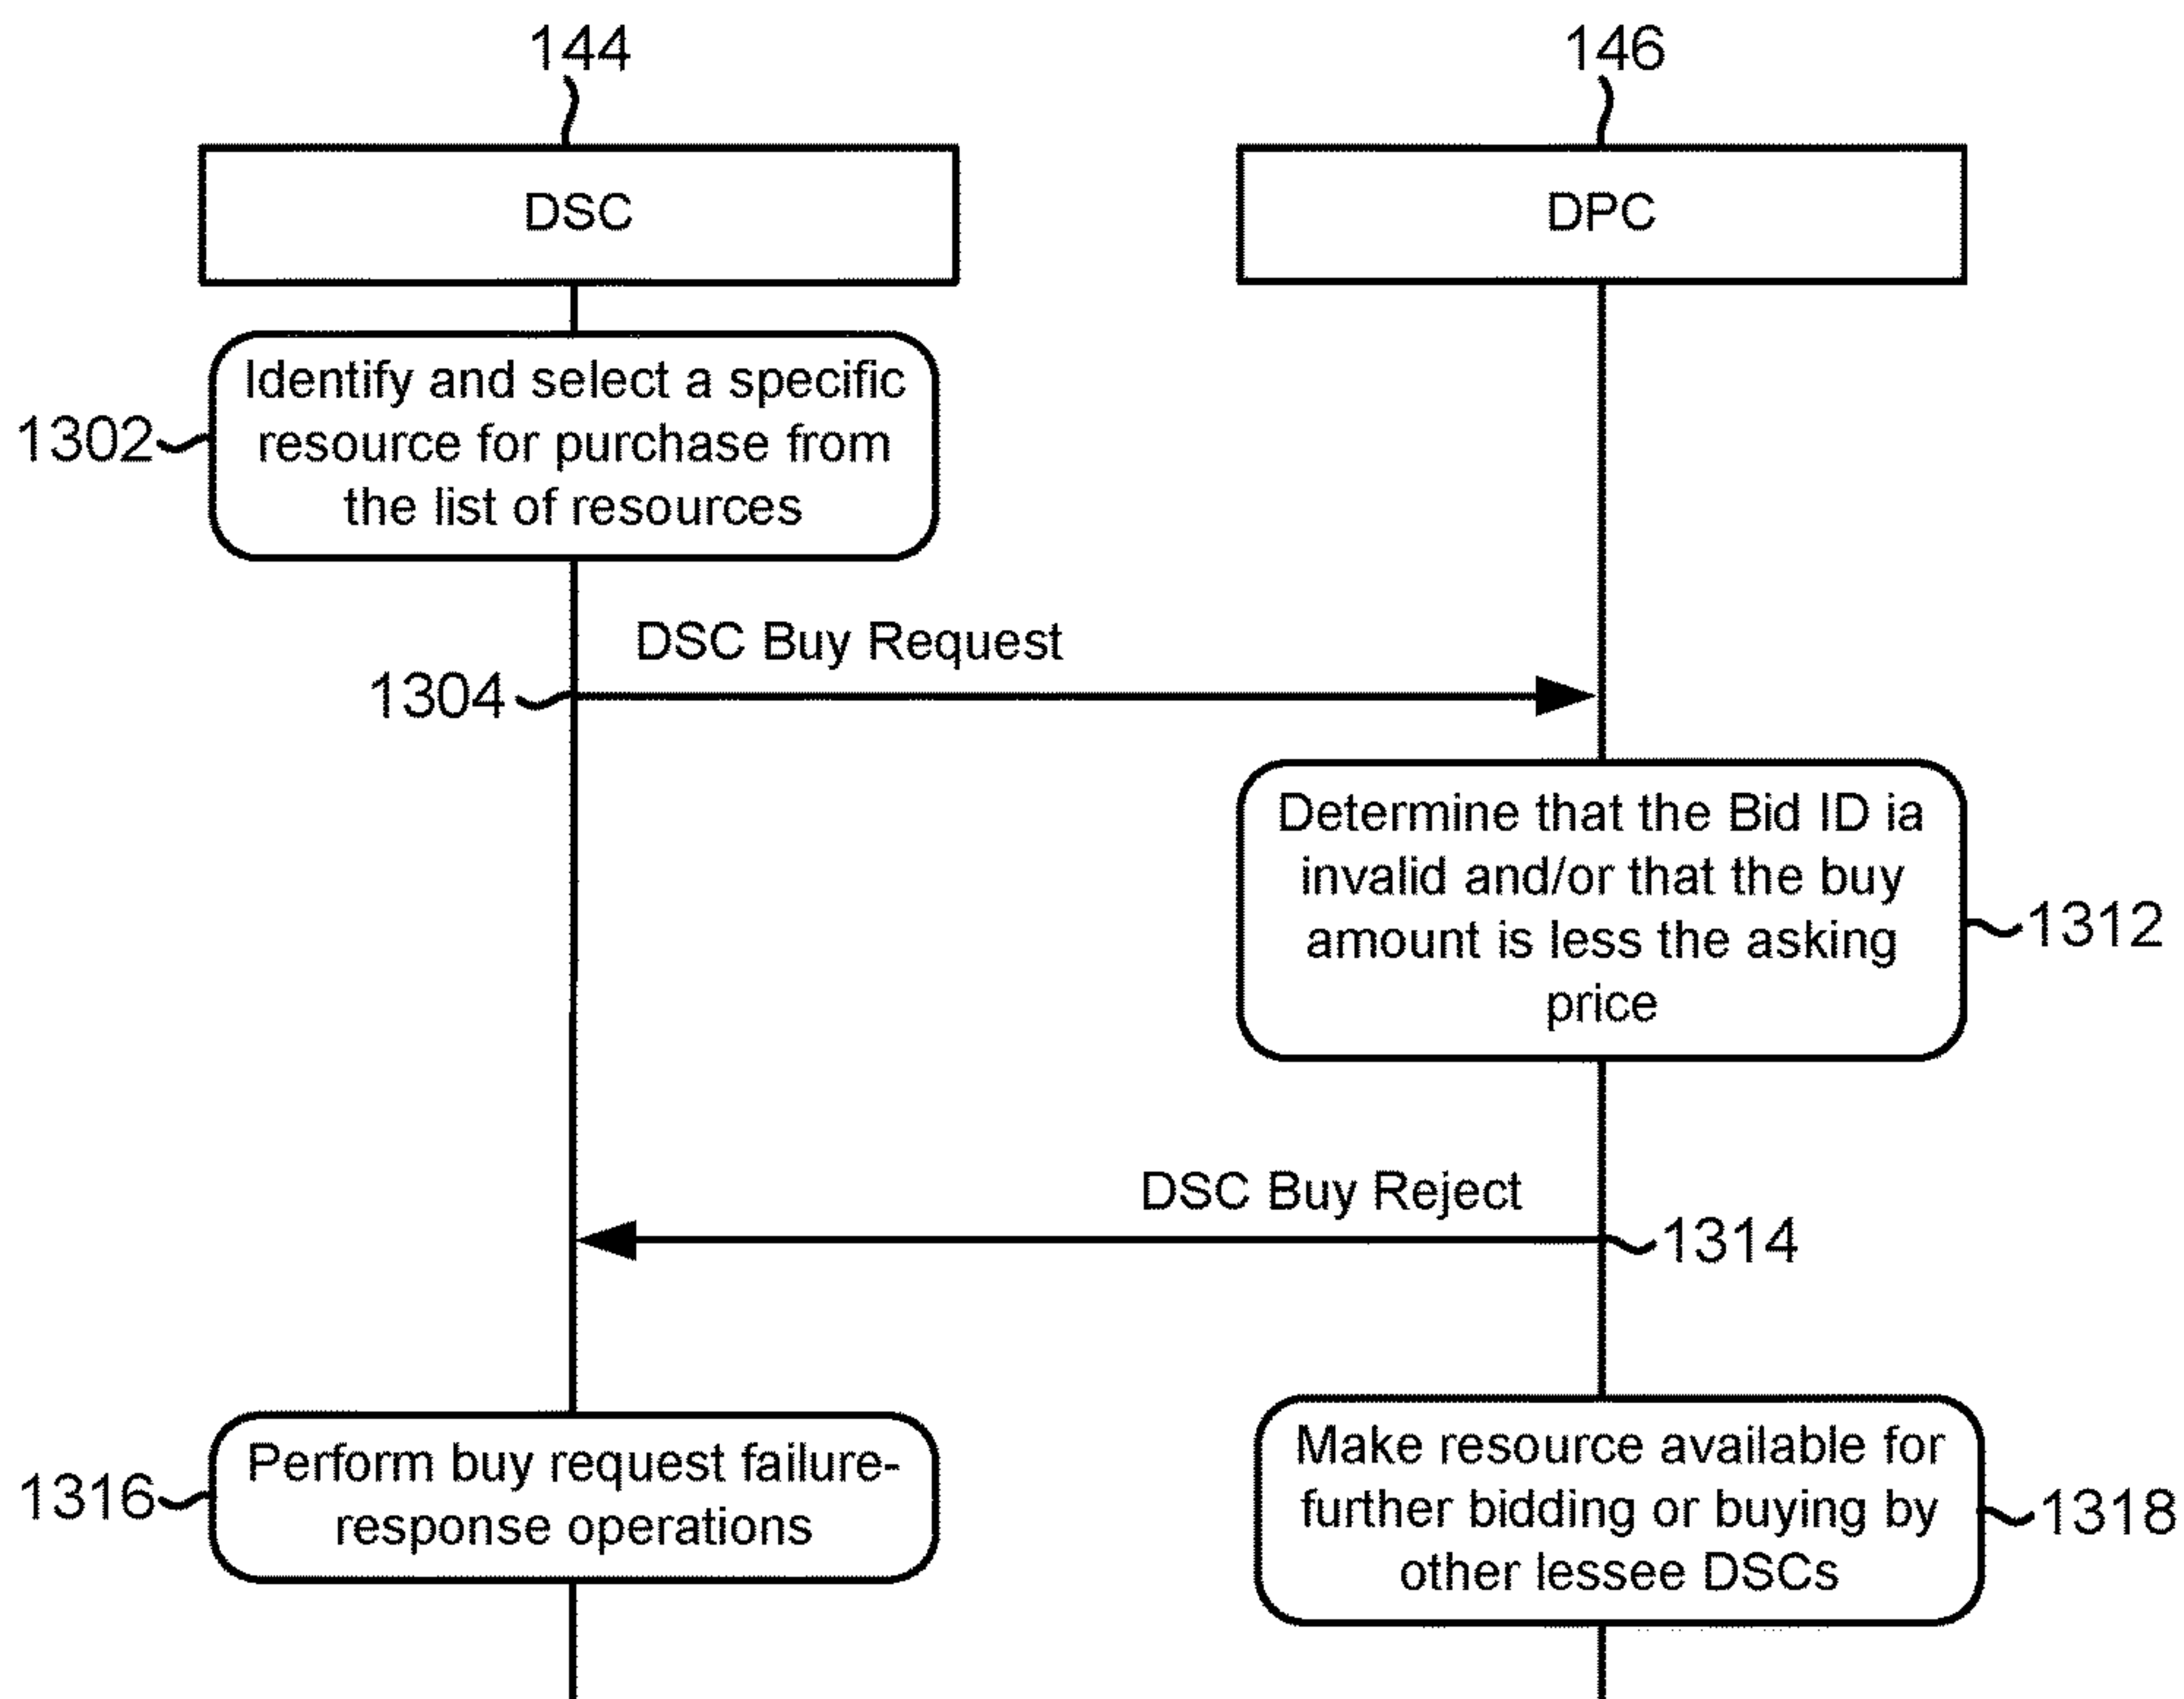 144
146
DSC
DPC
Identify and select a specific
resource for purchase from
the list of resources
1302
DSC Buy Request
1304
Determine that the Bid ID ia
invalid and/or that the buy
amount is less the asking
price
1312
DSC Buy Reject
1314
Perform buy request failure-
response operations
1316
Make resource available for
further bidding or buying by
other lessee DSCs
1318